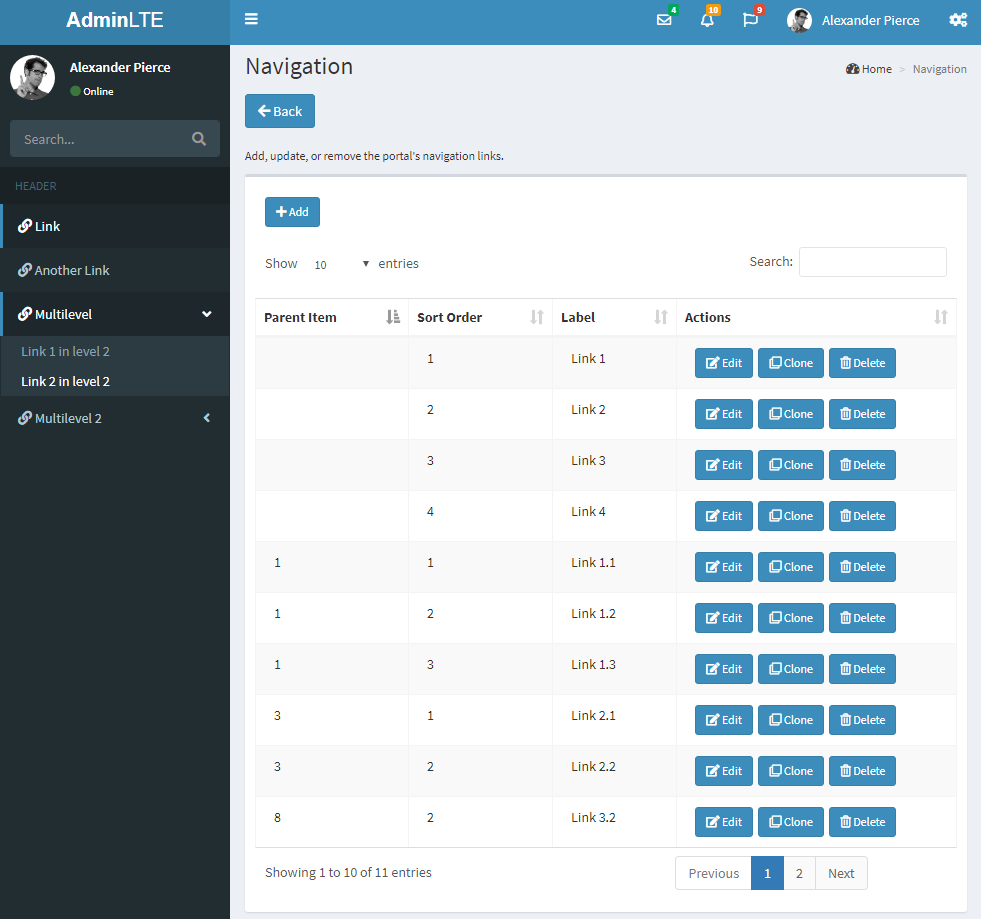 AdminLTE
4
10
9
Alexander Pierce
Alexander Pierce
Online
Search...
HEADER
Link
Another Link
Multilevel
Link 1 in level 2
Link 2 in level 2
Multilevel 2
Navigation
Home > Navigation
Back
Add, update, or remove the portal's navigation links.
Add
Show 10 entries
Search:
Parent Item Sort Order Label Actions
1 Link 1 Edit Clone Delete
2 Link 2 Edit Clone Delete
3 Link 3 Edit Clone Delete
4 Link 4 Edit Clone Delete
1 1 Link 1.1 Edit Clone Delete
1 2 Link 1.2 Edit Clone Delete
1 3 Link 1.3 Edit Clone Delete
3 1 Link 2.1 Edit Clone Delete
3 2 Link 2.2 Edit Clone Delete
8 2 Link 3.2 Edit Clone Delete
Showing 1 to 10 of 11 entries
Previous 1 2 Next